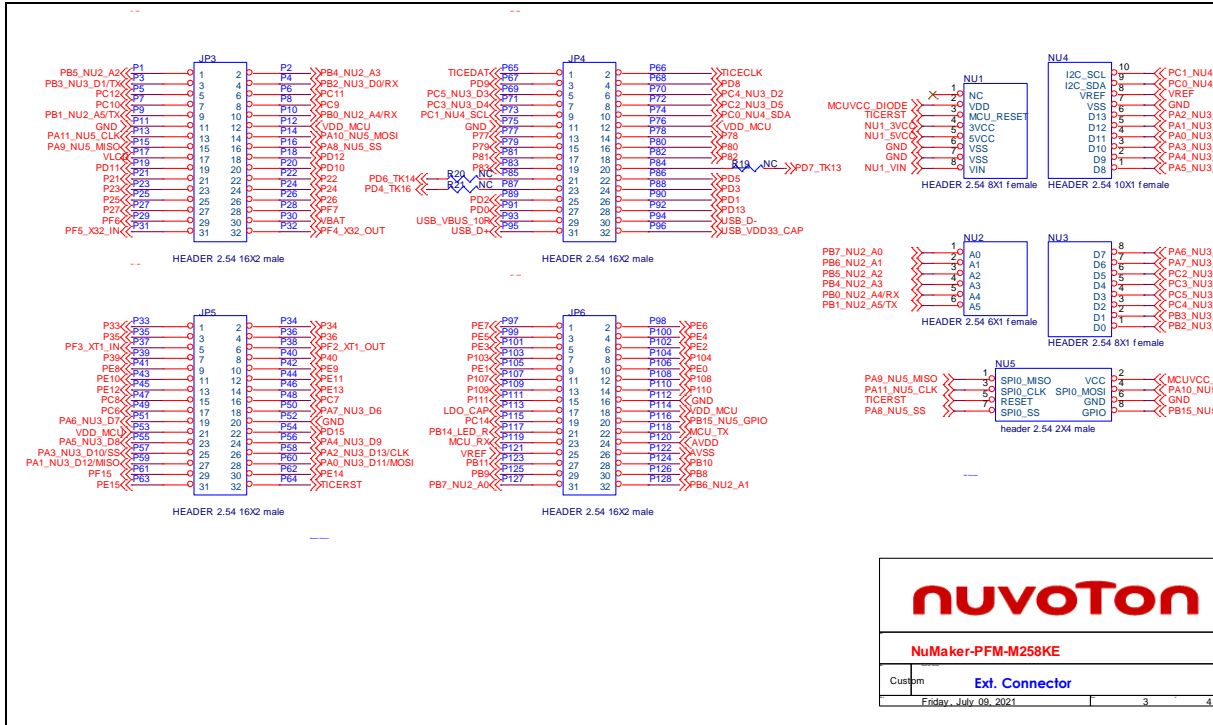 JP3
PB5_NU2_A2 P1 1 2 P2 PB4_NU2_A3
PB3_NU3_D1/TX P3 3 4 P4 PB2_NU3_D0/RX
PC12 P5 5 6 P6 PC11
PC10 P7 7 8 P8 PC9
PB1_NU2_A5/TX P9 9 10 P10 PB0_NU2_A4/RX
GND P11 11 12 P12 VDD_MCU
PA11_NU5_CLK P13 13 14 P14 PA10_NU5_MOSI
PA9_NU5_MISO P15 15 16 P16 PA8_NU5_SS
VLCD P17 17 18 P18 PD12
PD11 P19 19 20 P20 PD10
P21 P21 21 22 P22 P22
P23 P23 23 24 P24 P24
P25 P25 25 26 P26 P26
P27 P27 27 28 P28 PF7
PF6 P29 29 30 P30 VBAT
PF5_X32_IN P31 31 32 P32 PF4_X32_OUT
HEADER 2.54 16X2 male
JP4
TICEDAT P65 1 2 P66 TICECLK
PD9 P67 3 4 P68 PD8
PC5_NU3_D3 P69 5 6 P70 PC4_NU3_D2
PC3_NU3_D4 P71 7 8 P72 PC2_NU3_D5
PC1_NU4_SCL P73 9 10 P74 PC0_NU4_SDA
GND P75 11 12 P76 VDD_MCU
P77 P77 13 14 P78 P78
P79 P79 15 16 P80 P80
P81 P81 17 18 P82 P82
P83 P83 19 20 P84 R19 NC PD7_TK13
PD6_TK14 R20 NC P85 21 22 P86 PD5
PD4_TK16 R21 NC P87 23 24 P88 PD3
PD2 P89 25 26 P90 PD1
PD0 P91 27 28 P92 PD13
USB_VBUS_10R P93 29 30 P94 USB_D-
USB_D+ P95 31 32 P96 USB_VDD33_CAP
HEADER 2.54 16X2 male
NU1
1 NC
MCUVCC_DIODE 2 VDD
TICERST 3 MCU_RESET
NU1_3VCC 4 3VCC
NU1_5VCC 5 5VCC
GND 6 VSS
GND 7 VSS
NU1_VIN 8 VIN
HEADER 2.54 8X1 female
NU4
I2C_SCL 10 PC1_NU4
I2C_SDA 9 PC0_NU4
VREF 8 VREF
VSS 7 GND
D13 6 PA2_NU3
D12 5 PA1_NU3
D11 4 PA0_NU3
D10 3 PA3_NU3
D9 2 PA4_NU3
D8 1 PA5_NU3
HEADER 2.54 10X1 female
NU2
PB7_NU2_A0 1 A0
PB6_NU2_A1 2 A1
PB5_NU2_A2 3 A2
PB4_NU2_A3 4 A3
PB0_NU2_A4/RX 5 A4
PB1_NU2_A5/TX 6 A5
HEADER 2.54 6X1 female
NU3
D7 8 PA6_NU3
D6 7 PA7_NU3
D5 6 PC2_NU3
D4 5 PC3_NU3
D3 4 PC5_NU3
D2 3 PC4_NU3
D1 2 PB3_NU3
D0 1 PB2_NU3
HEADER 2.54 8X1 female
JP5
P33 P33 1 2 P34 P34
P35 P35 3 4 P36 P36
PF3_XT1_IN P37 5 6 P38 PF2_XT1_OUT
P39 P39 7 8 P40 P40
PE8 P41 9 10 P42 PE9
PE10 P43 11 12 P44 PE11
PE12 P45 13 14 P46 PE13
PC8 P47 15 16 P48 PC7
PC6 P49 17 18 P50 PA7_NU3_D6
PA6_NU3_D7 P51 19 20 P52 GND
VDD_MCU P53 21 22 P54 PD15
PA5_NU3_D8 P55 23 24 P56 PA4_NU3_D9
PA3_NU3_D10/SS P57 25 26 P58 PA2_NU3_D13/CLK
PA1_NU3_D12/MISO P59 27 28 P60 PA0_NU3_D11/MOSI
PF15 P61 29 30 P62 PE14
PE15 P63 31 32 P64 TICERST
HEADER 2.54 16X2 male
JP6
PE7 P97 1 2 P98 PE6
PE5 P99 3 4 P100 PE4
PE3 P101 5 6 P102 PE2
P103 P103 7 8 P104 P104
PE1 P105 9 10 P106 PE0
P107 P107 11 12 P108 P108
P109 P109 13 14 P110 P110
P111 P111 15 16 P112 GND
LDO_CAP P113 17 18 P114 VDD_MCU
PC14 P115 19 20 P116 PB15_NU5_GPIO
PB14_LED_R P117 21 22 P118 MCU_TX
MCU_RX P119 23 24 P120 AVDD
VREF P121 25 26 P122 AVSS
PB11 P123 27 28 P124 PB10
PB9 P125 29 30 P126 PB8
PB7_NU2_A0 P127 31 32 P128 PB6_NU2_A1
HEADER 2.54 16X2 male
NU5
PA9_NU5_MISO 1 SPI0_MISO VCC 2 MCUVCC_
PA11_NU5_CLK 3 SPI0_CLK SPI0_MOSI 4 PA10_NU5
TICERST 5 RESET GND 6 GND
PA8_NU5_SS 7 SPI0_SS GPIO 8 PB15_NU5
header 2.54 2X4 male
nuvoTon
NuMaker-PFM-M258KE
Custom
Ext. Connector
Friday, July 09, 2021 3 4